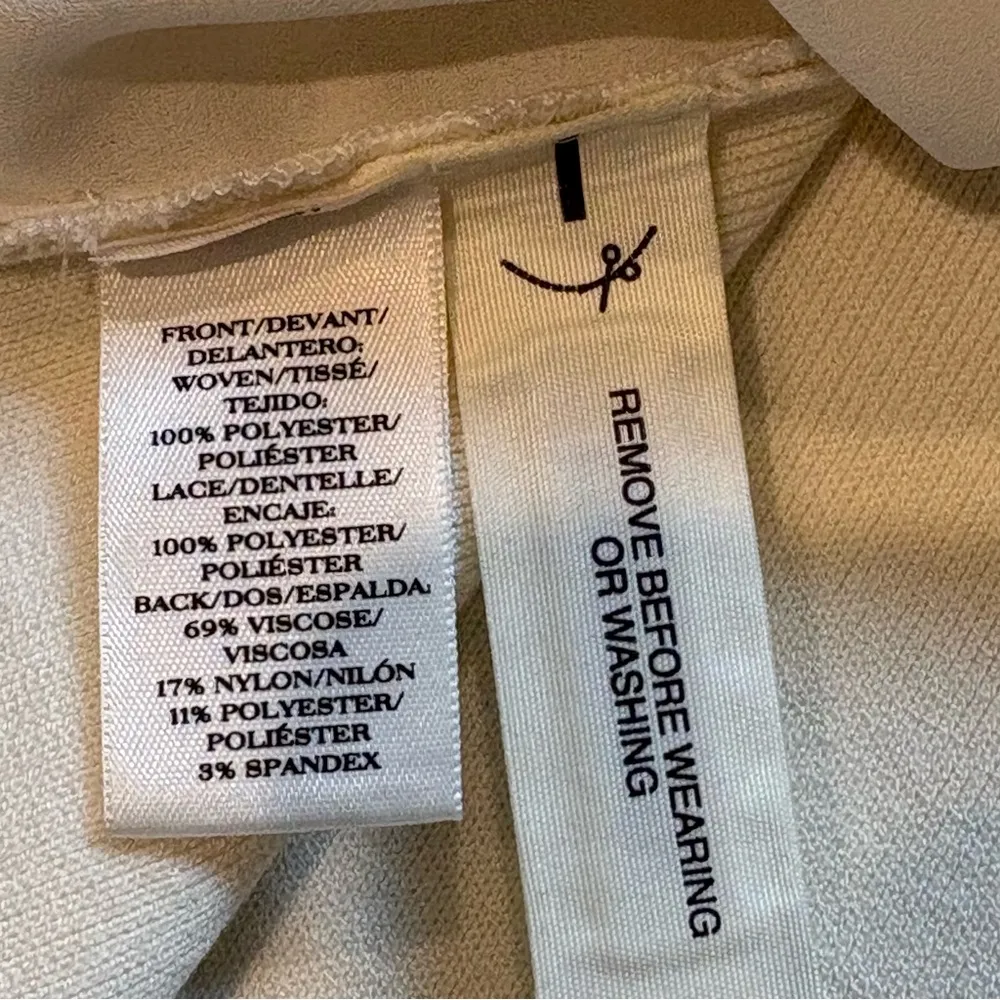 FRONT/DEVANT/
DELANTERO:
WOVEN/TISSÉ/
TEJIDO:
100% POLYESTER/
POLIÉSTER
LACE/DENTELLE/
ENCAJE:
100% POLYESTER/
POLIÉSTER
BACK/DOS/ESPALDA:
69% VISCOSE/
VISCOSA
17% NYLON/NILÓN
11% POLYESTER/
POLIÉSTER
3% SPANDEX
REMOVE BEFORE WEARING
OR WASHING